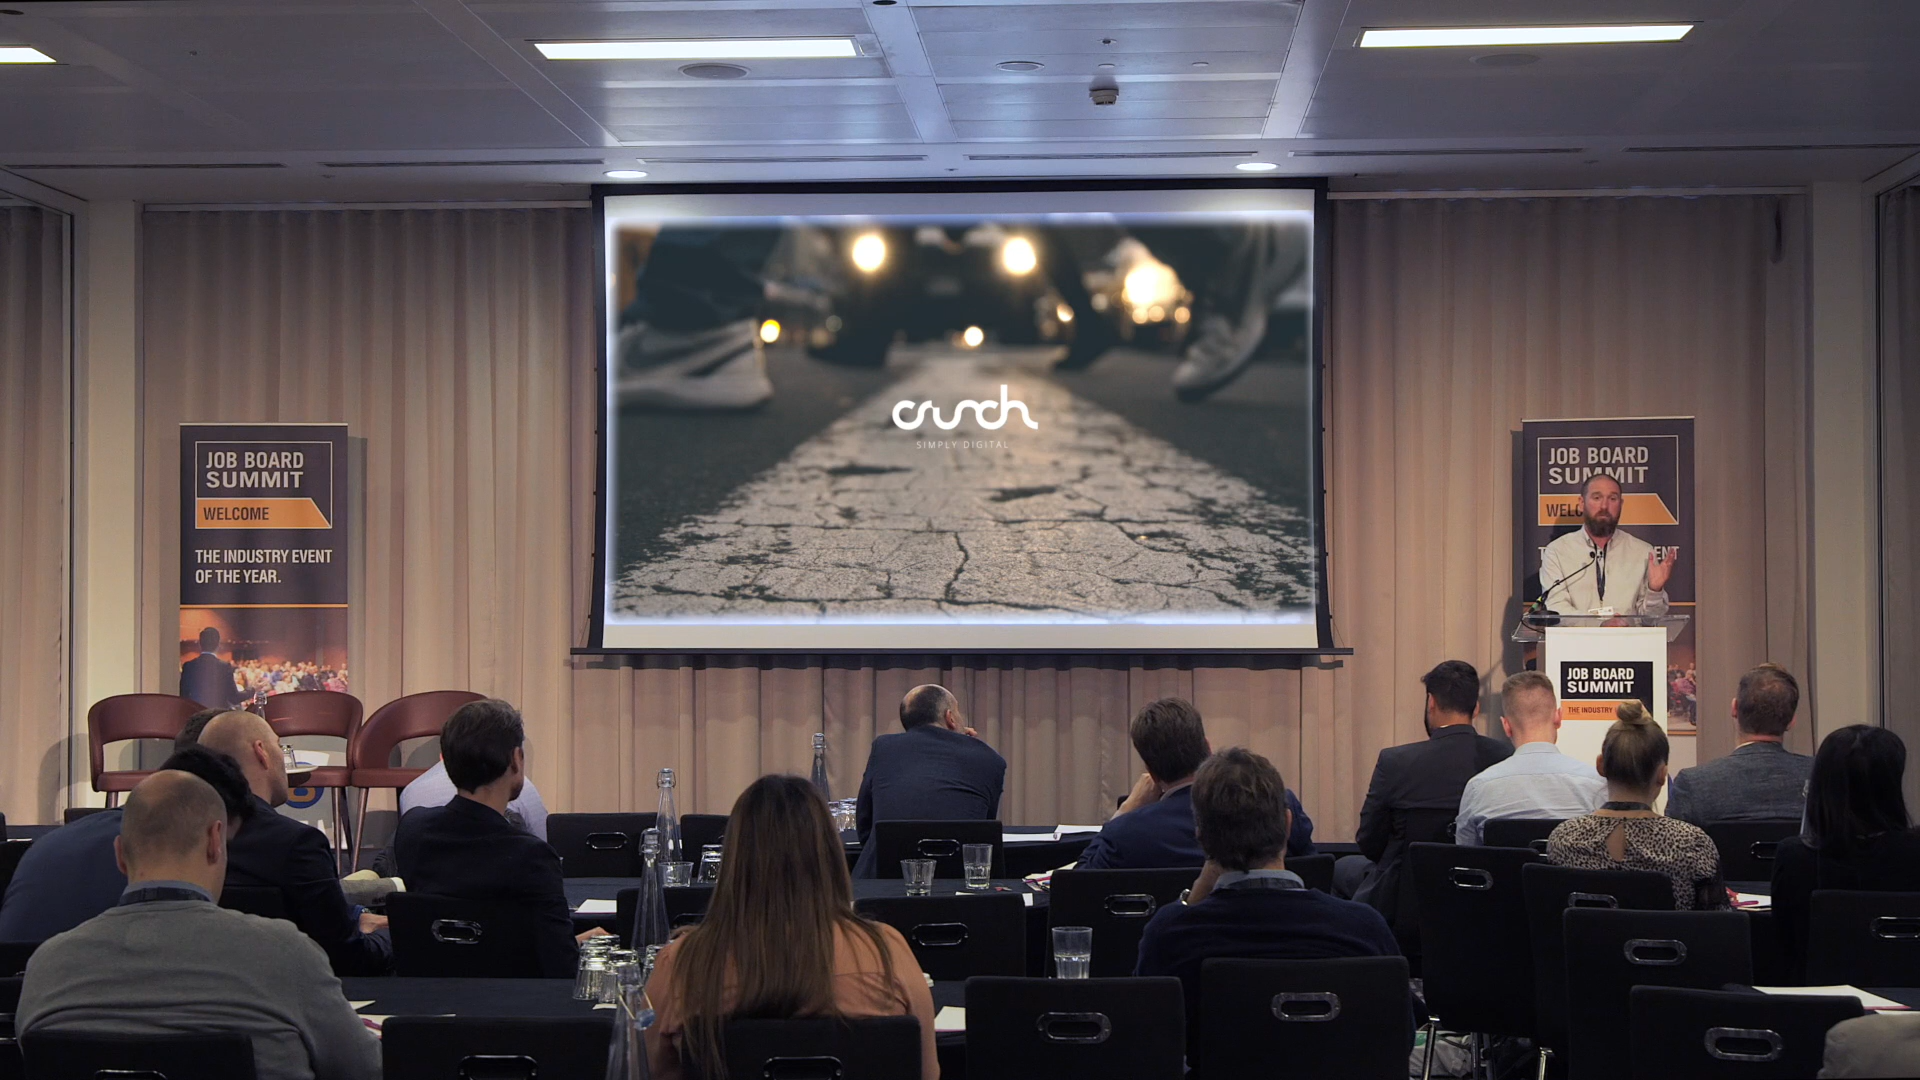 crunch
SIMPLY DIGITAL
JOB BOARD
SUMMIT
WELCOME
THE INDUSTRY EVENT
OF THE YEAR.
JOB BOARD
SUMMIT
JOB BOARD
SUMMIT
THE INDUSTRY